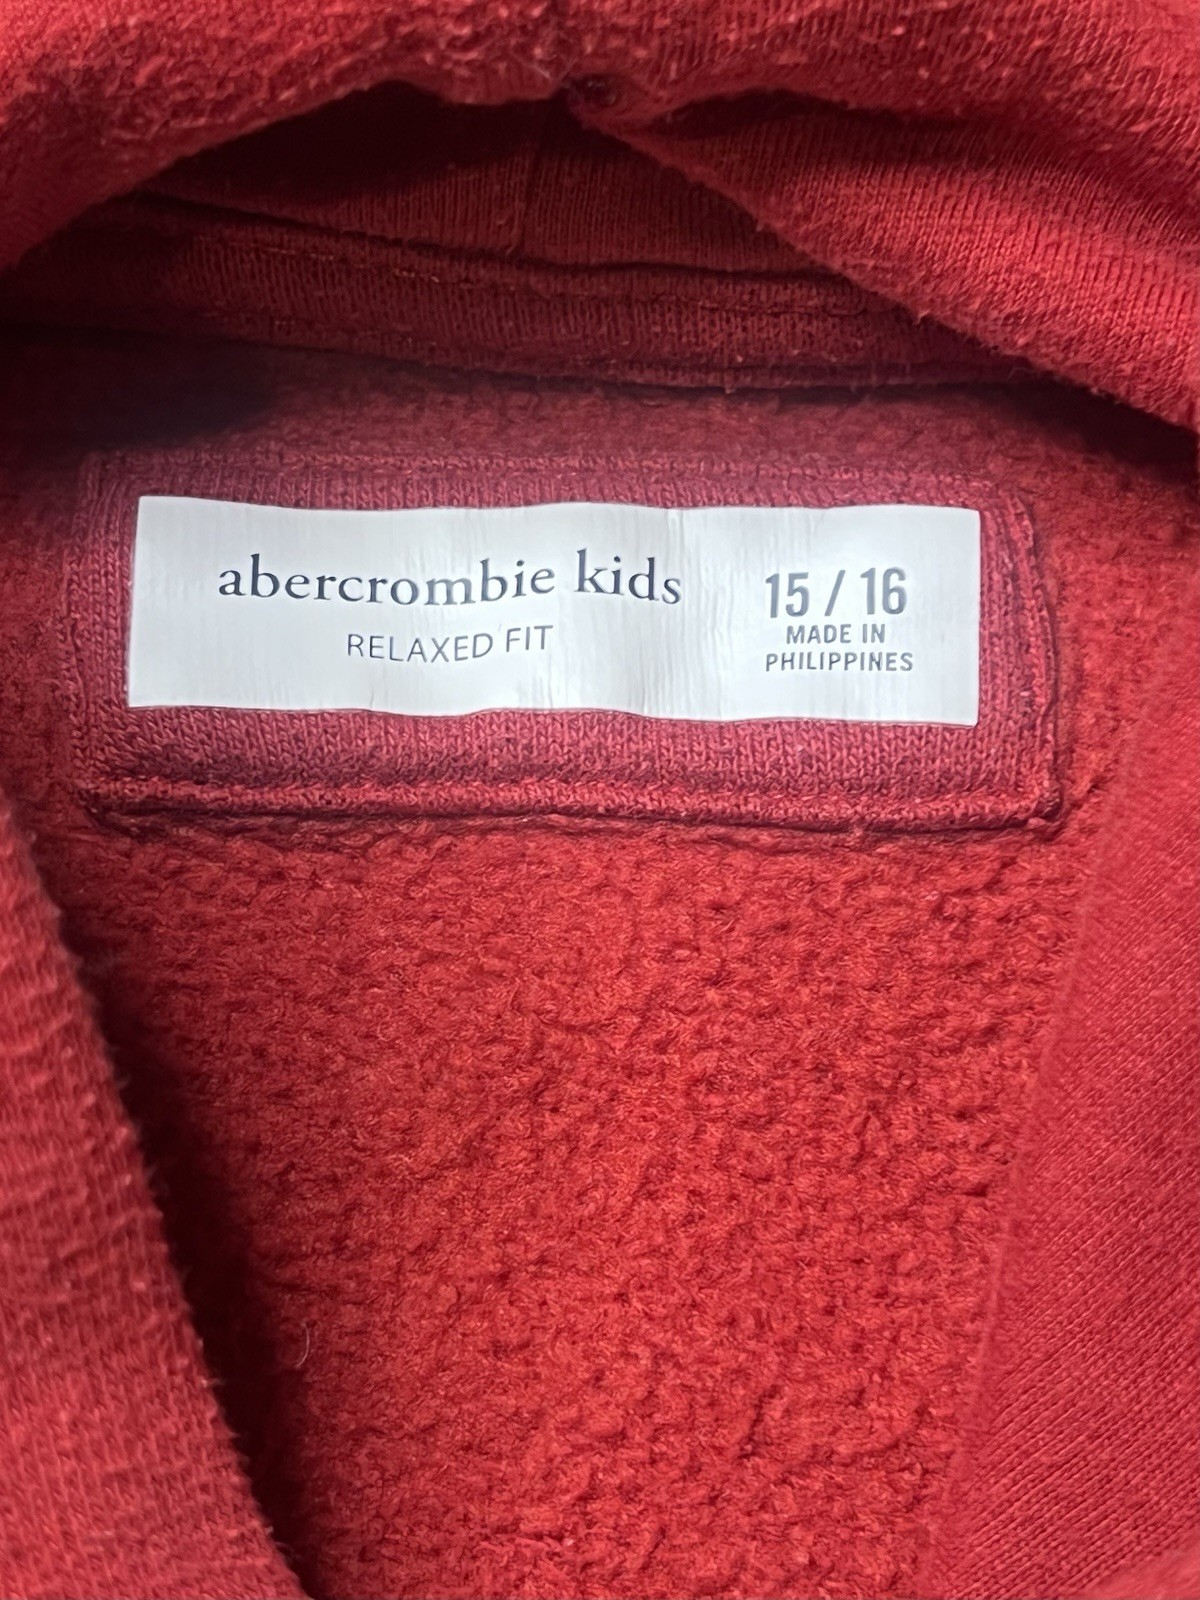 abercrombie kids
RELAXED FIT
15 / 16
MADE IN
PHILIPPINES